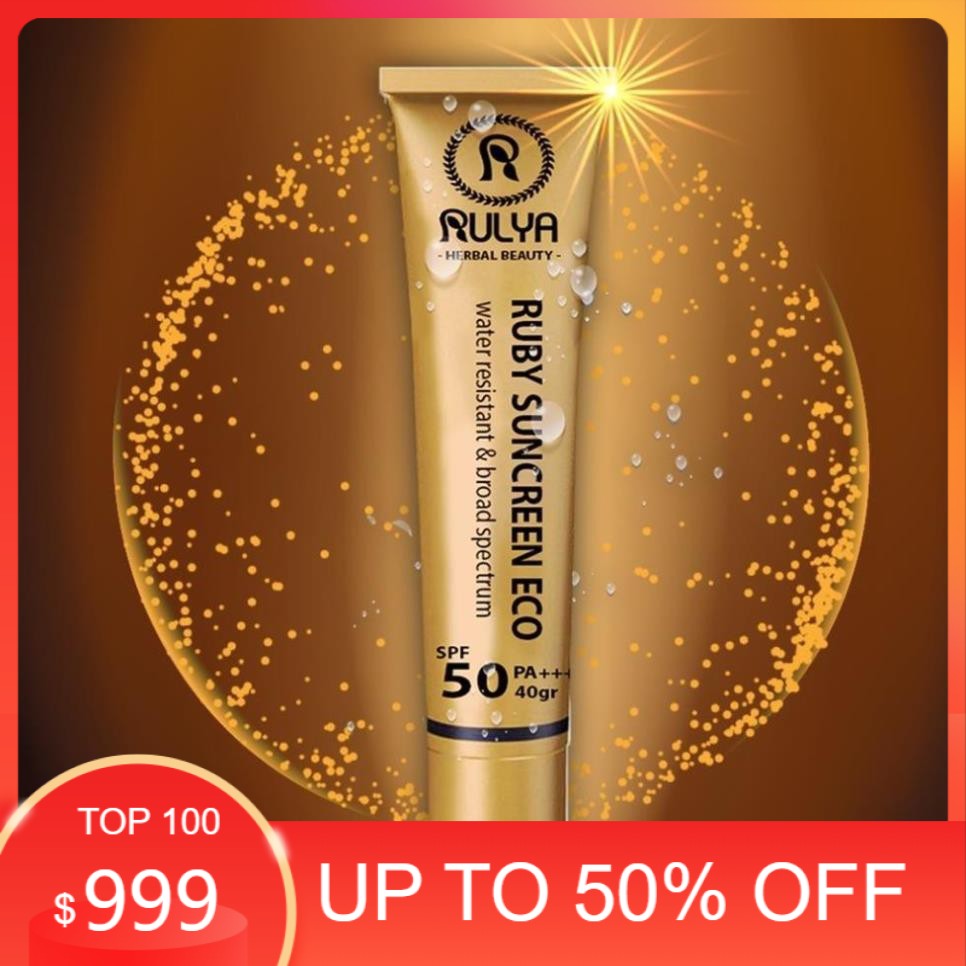 RULYA
- HERBAL BEAUTY -
RUBY SUNCREEN ECO
water resistant & broad spectrum
SPF
50 PA+++
40gr
TOP 100
$ 999
UP TO 50% OFF